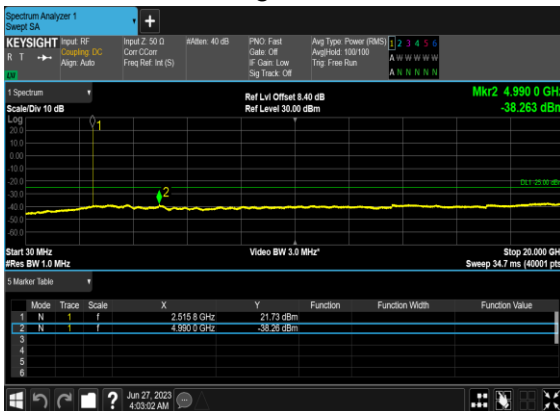 Spectrum Analyzer 1
Swept SA
KEYSIGHT Input: RF Input Z: 50 Ω #Atten: 40 dB PNO: Fast Avg Type: Power (RMS) 1 2 3 4 5 6
R T Coupling: DC Corr CCorr Gate: Off Avg|Hold: 100/100 A W W W W W
Align: Auto Freq Ref: Int (S) IF Gain: Low Trig: Free Run
LW Sig Track: Off A N N N N N
1 Spectrum Ref Lvl Offset 8.40 dB Mkr2 4.990 0 GHz
Scale/Div 10 dB Ref Level 30.00 dBm -38.263 dBm
Log
20.0
10.0
0.00
-10.0
-20.0
-30.0
-40.0
-50.0
-60.0
1
2
DL1 -25.00 dBm
Start 30 MHz Video BW 3.0 MHz* Stop 20.000 GHz
#Res BW 1.0 MHz Sweep 34.7 ms (40001 pts)
5 Marker Table
Mode Trace Scale X Y Function Function Width Function Value
1 N 1 f 2.515 8 GHz 21.73 dBm
2 N 1 f 4.990 0 GHz -38.26 dBm
3
4
5
6
Jun 27, 2023
4:03:02 AM